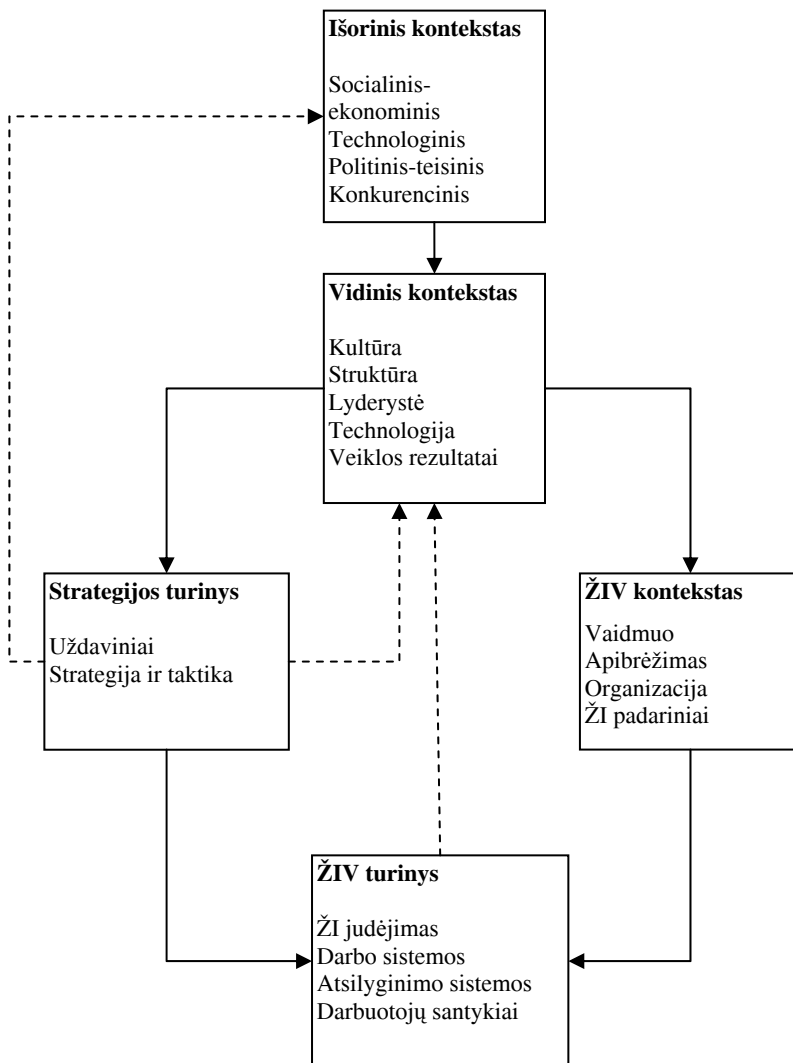 Išorinis kontekstas
Socialinis-
ekonominis
Technologinis
Politinis-teisinis
Konkurencinis
Vidinis kontekstas
Kultūra
Struktūra
Lyderystė
Technologija
Veiklos rezultatai
Strategijos turinys
Uždaviniai
Strategija ir taktika
ŽIV kontekstas
Vaidmuo
Apibrėžimas
Organizacija
ŽI padariniai
ŽIV turinys
ŽI judėjimas
Darbo sistemos
Atsilyginimo sistemos
Darbuotojų santykiai